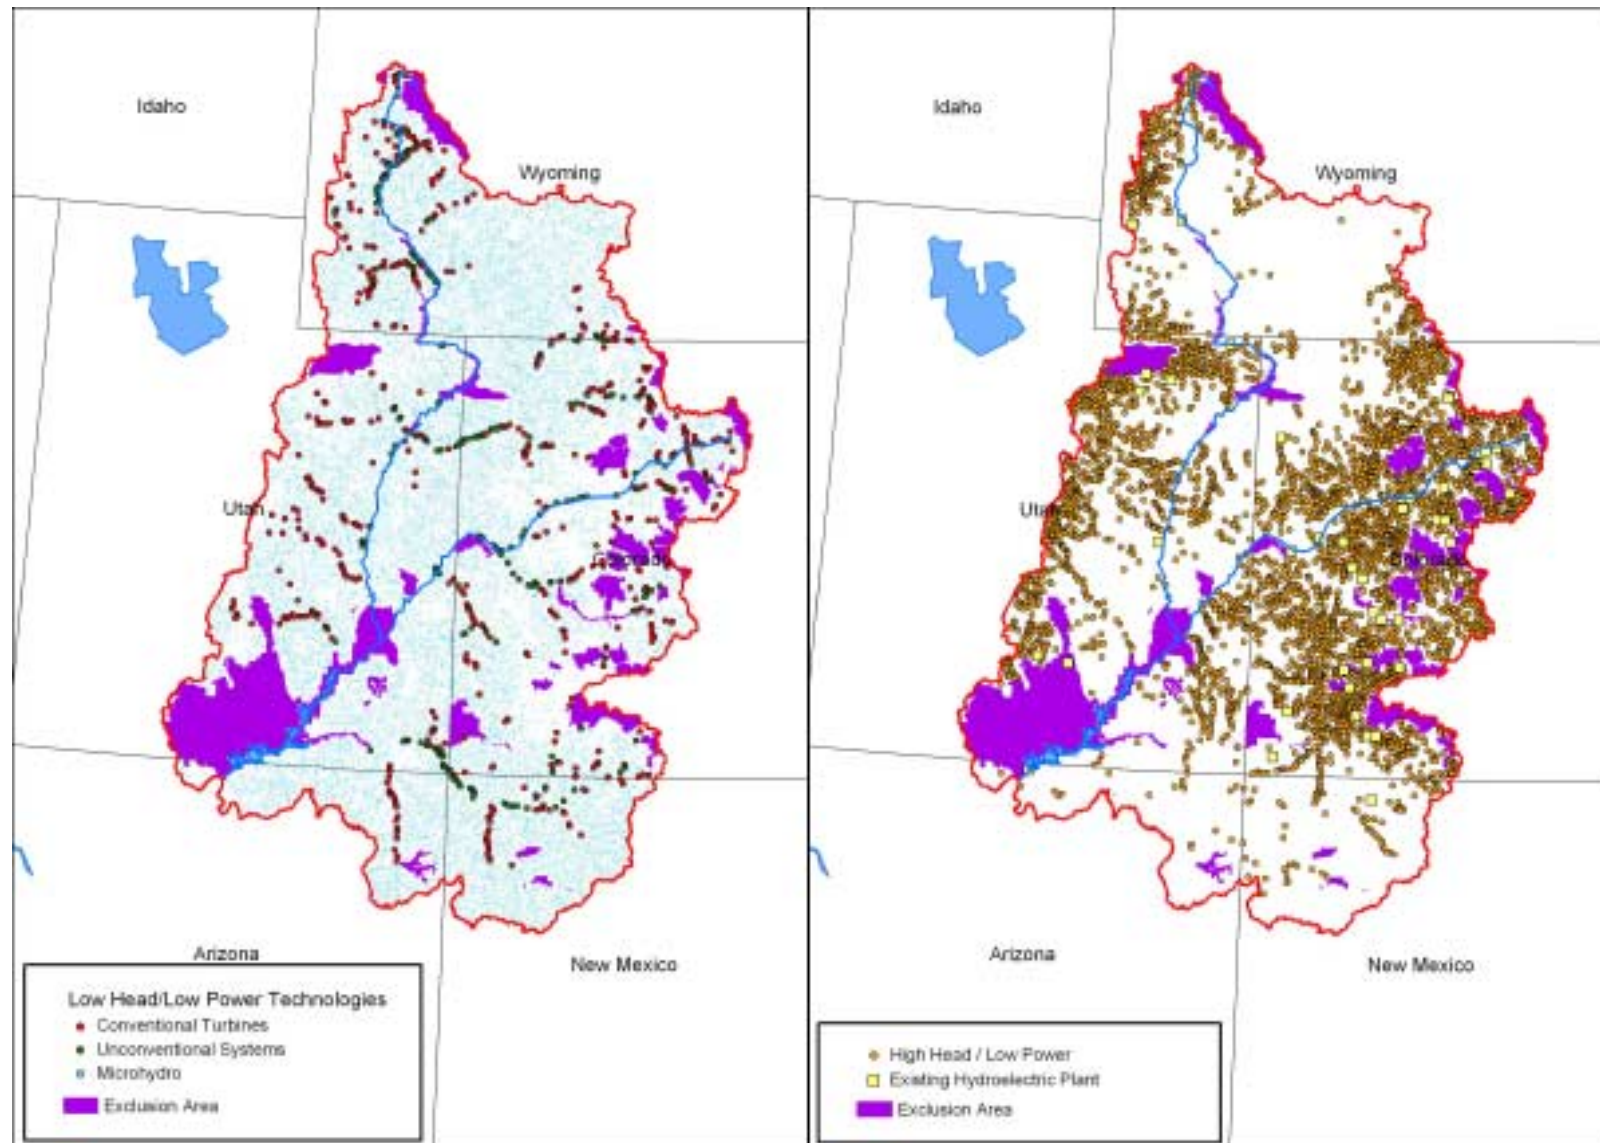 Idaho
Wyoming
Utah
Colorado
Arizona
New Mexico
Low Head/Low Power Technologies
Conventional Turbines
Unconventional Systems
Microhydro
Exclusion Area
Idaho
Wyoming
Utah
Colorado
Arizona
New Mexico
High Head / Low Power
Existing Hydroelectric Plant
Exclusion Area